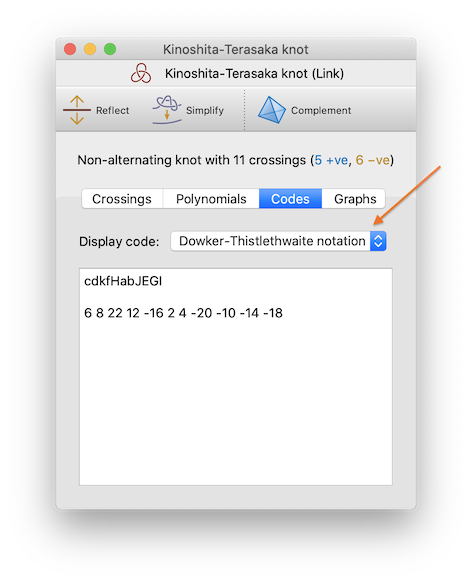 Kinoshita-Terasaka knot
Kinoshita-Terasaka knot (Link)
Reflect Simplify Complement
Non-alternating knot with 11 crossings (5 +ve, 6 −ve)
Crossings Polynomials Codes Graphs
Display code: Dowker-Thistlethwaite notation
cdkfHabJEGI
6 8 22 12 -16 2 4 -20 -10 -14 -18